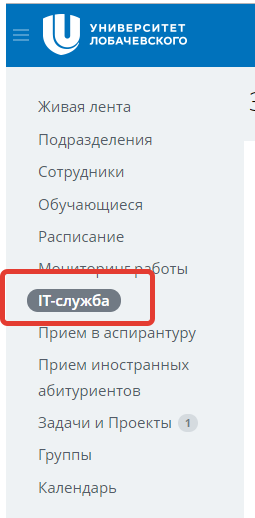 УНИВЕРСИТЕТ
ЛОБАЧЕВСКОГО
Живая лента
Подразделения
Сотрудники
Обучающиеся
Расписание
Мониторинг работы
IT-служба
Прием в аспирантуру
Прием иностранных
абитуриентов
Задачи и Проекты 1
Группы
Календарь